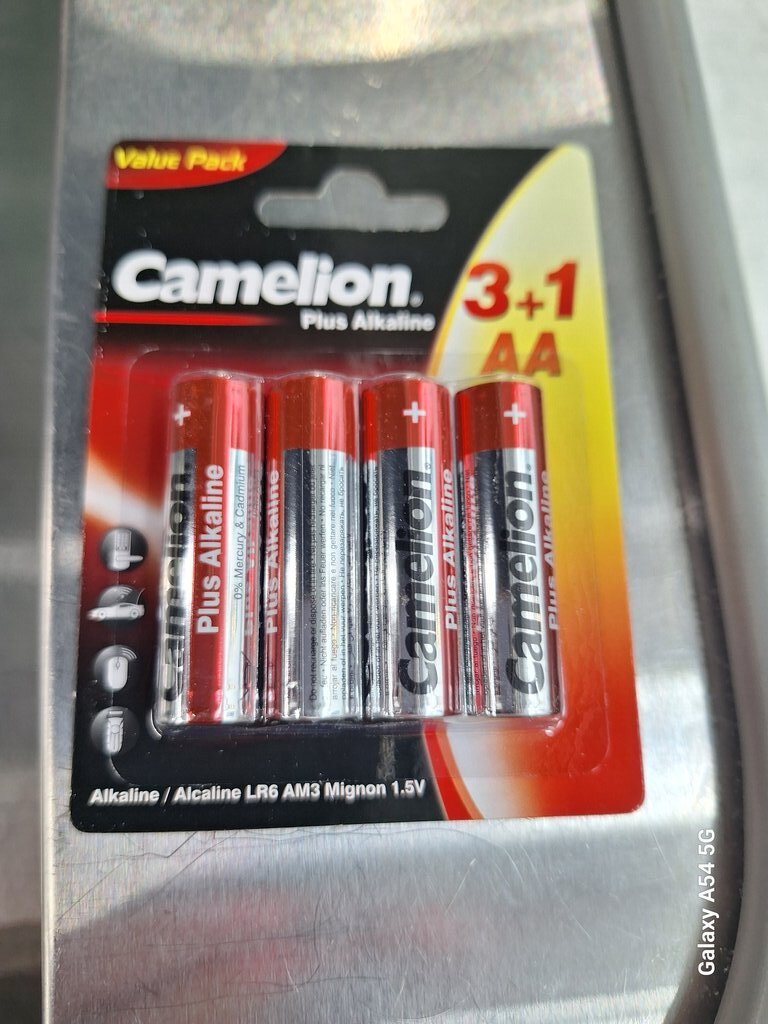 Value Pack
Camelion®
Plus Alkaline
3+1
AA
+
Camelion
Plus Alkaline
0% Mercury & Cadmium
Plus Alkaline
+
Camelion®
Plus Alkaline
+
Camelion®
Plus Alkaline
Alkaline / Alcaline LR6 AM3 Mignon 1.5V
Galaxy A54 5G